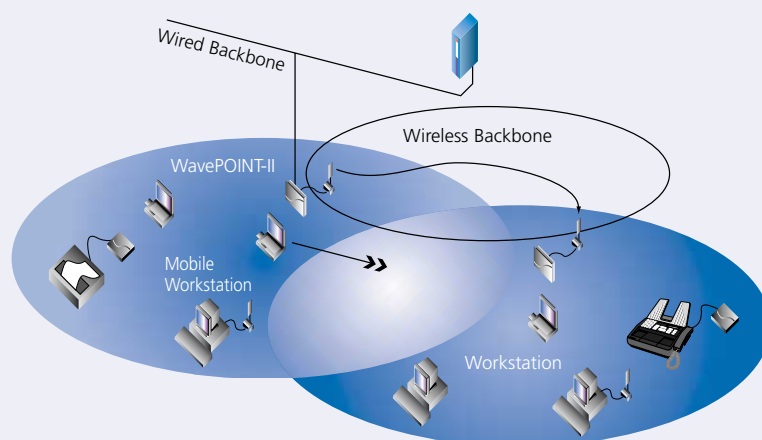 Wired Backbone
Wireless Backbone
WavePOINT-II
Mobile
Workstation
Workstation